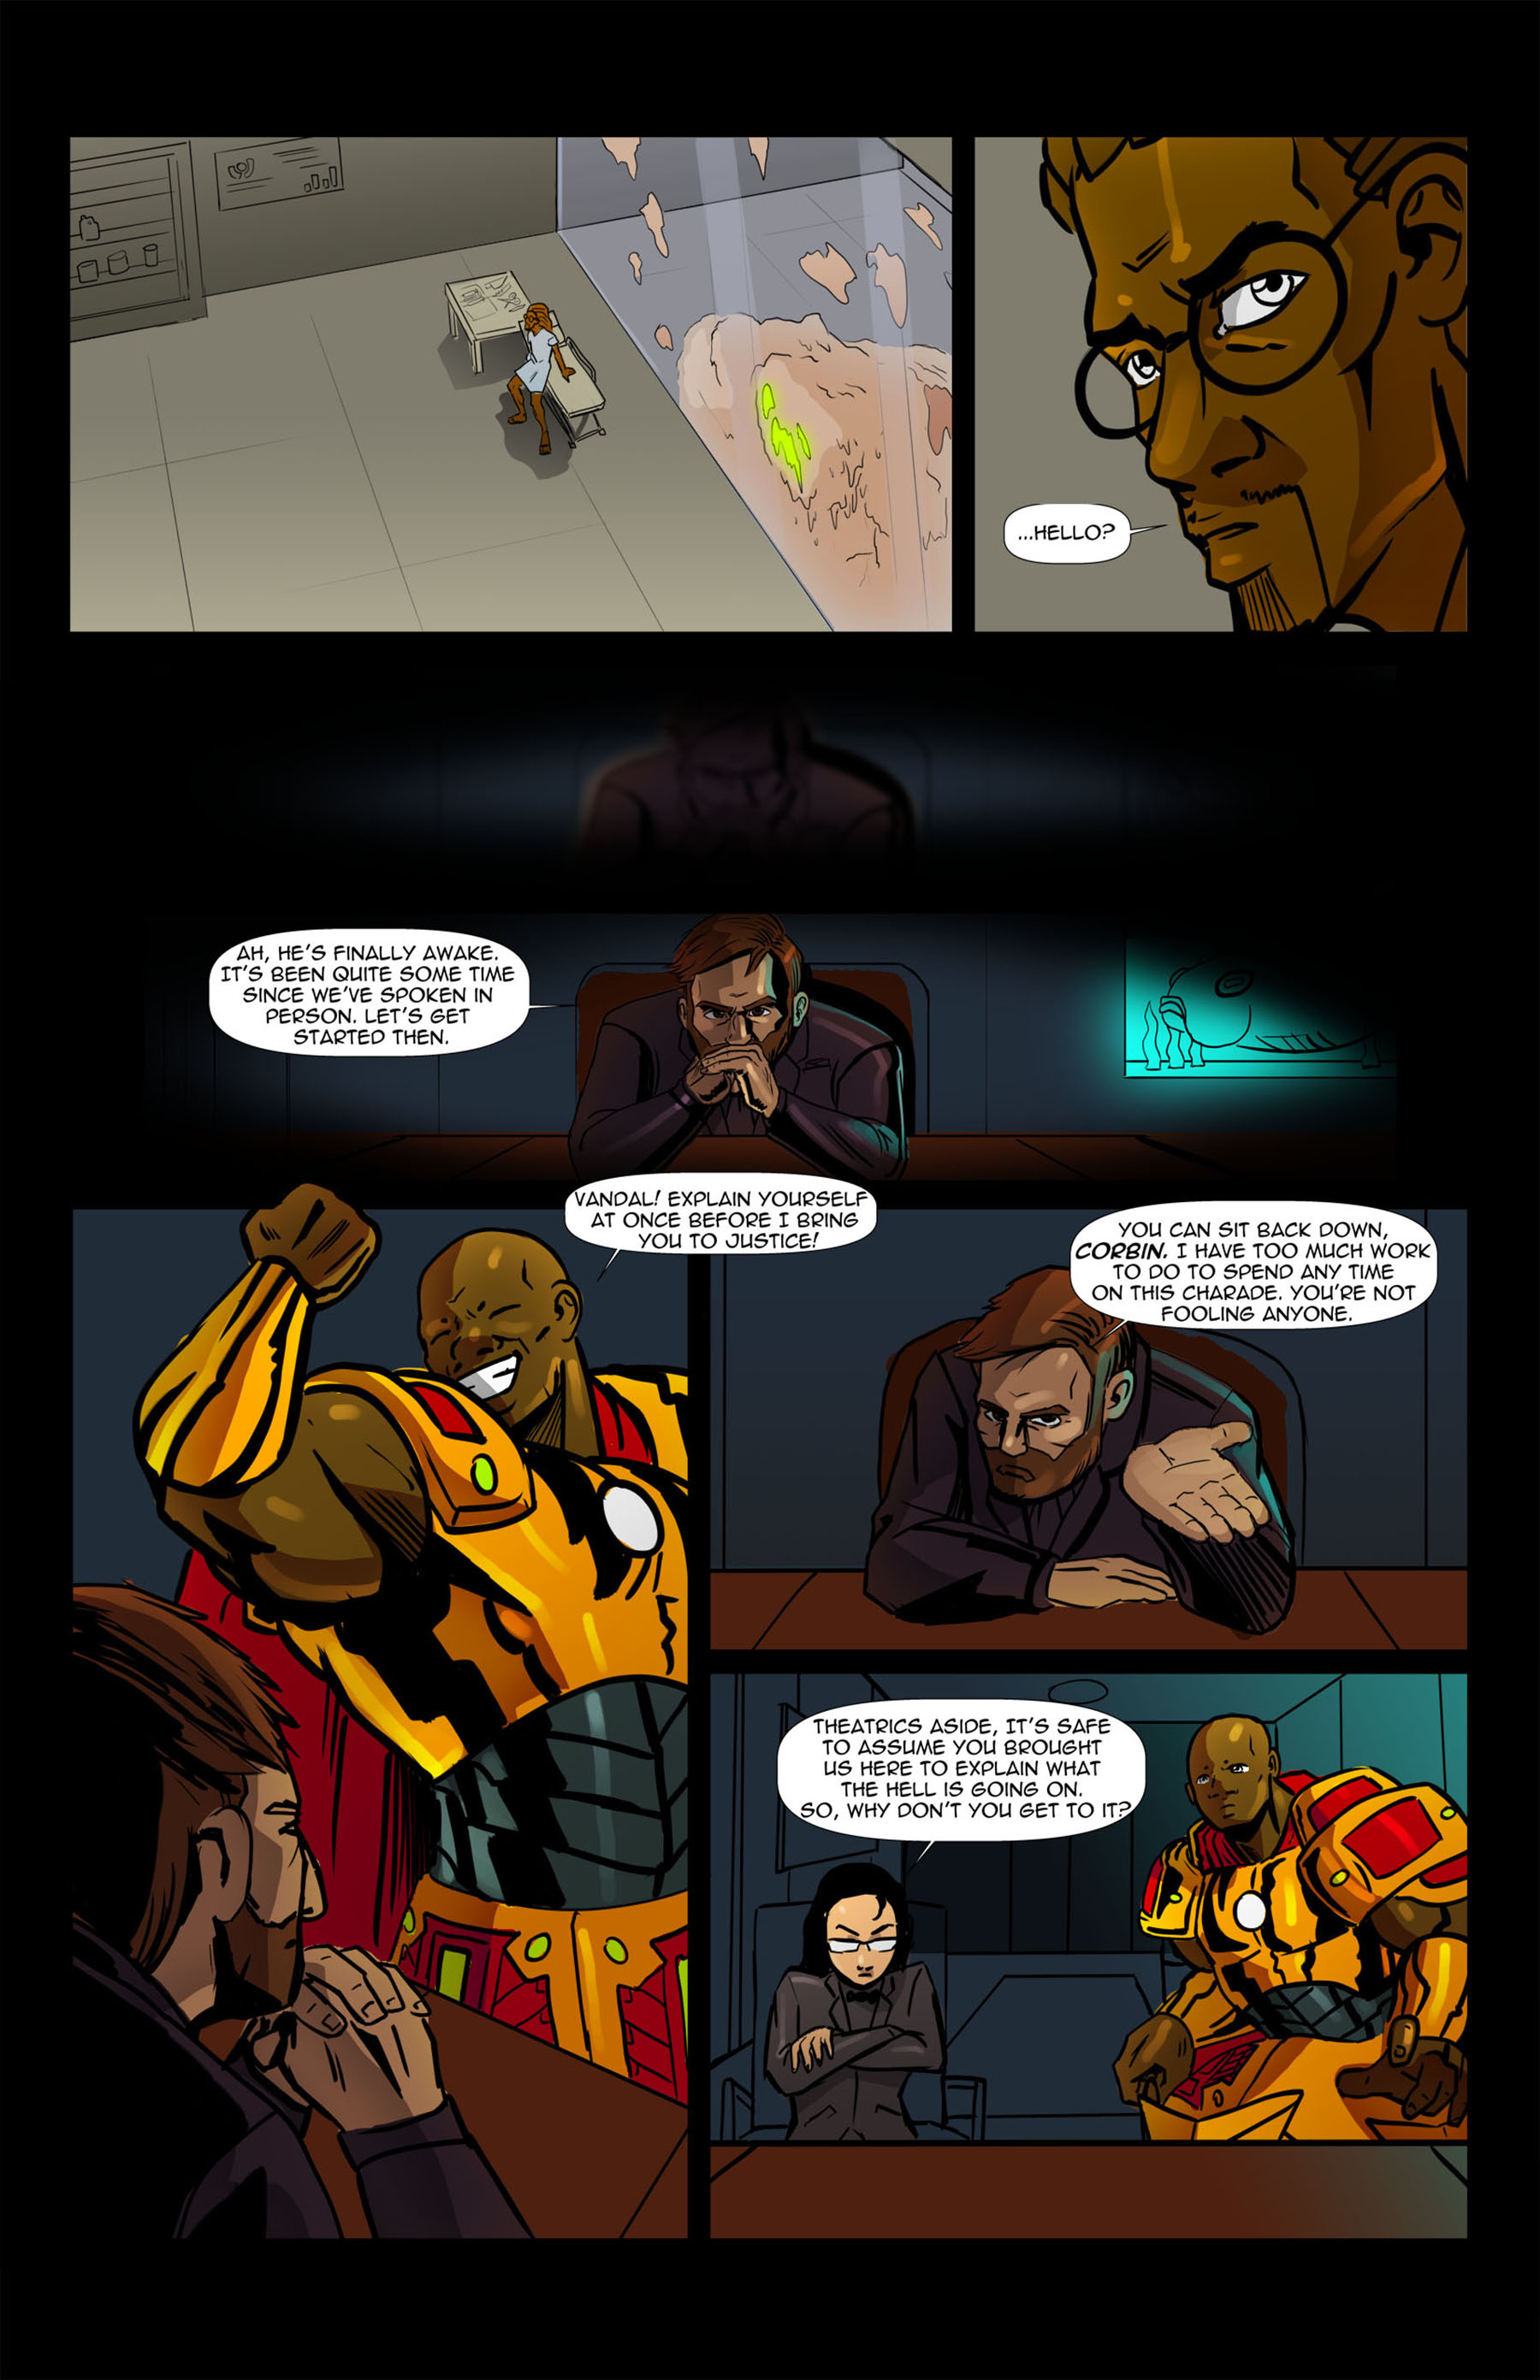 ...HELLO?
AH, HE'S FINALLY AWAKE.
IT'S BEEN QUITE SOME TIME
SINCE WE'VE SPOKEN IN
PERSON. LET'S GET
STARTED THEN.
VANDAL! EXPLAIN YOURSELF
AT ONCE BEFORE I BRING
YOU TO JUSTICE!
YOU CAN SIT BACK DOWN,
CORBIN. I HAVE TOO MUCH WORK
TO DO TO SPEND ANY TIME
ON THIS CHARADE. YOU'RE NOT
FOOLING ANYONE.
THEATRICS ASIDE, IT'S SAFE
TO ASSUME YOU BROUGHT
US HERE TO EXPLAIN WHAT
THE HELL IS GOING ON.
SO, WHY DON'T YOU GET TO IT?